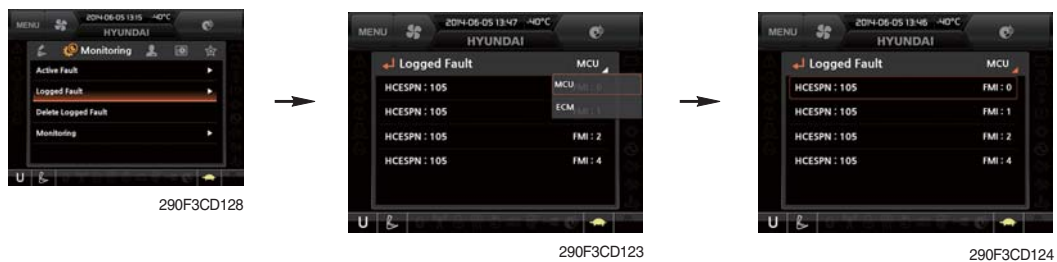 MENU
2014-06-05 13:15 -40°C
HYUNDAI
Monitoring
Active Fault
Logged Fault
Delete Logged Fault
Monitoring
U
290F3CD128
MENU
2014-06-05 13:47 -40°C
HYUNDAI
Logged Fault MCU
HCESPN : 105 MCU
HCESPN : 105 ECM
HCESPN : 105 FMI : 2
HCESPN : 105 FMI : 4
U
290F3CD123
MENU
2014-06-05 13:46 -40°C
HYUNDAI
Logged Fault MCU
HCESPN : 105 FMI : 0
HCESPN : 105 FMI : 1
HCESPN : 105 FMI : 2
HCESPN : 105 FMI : 4
U
290F3CD124